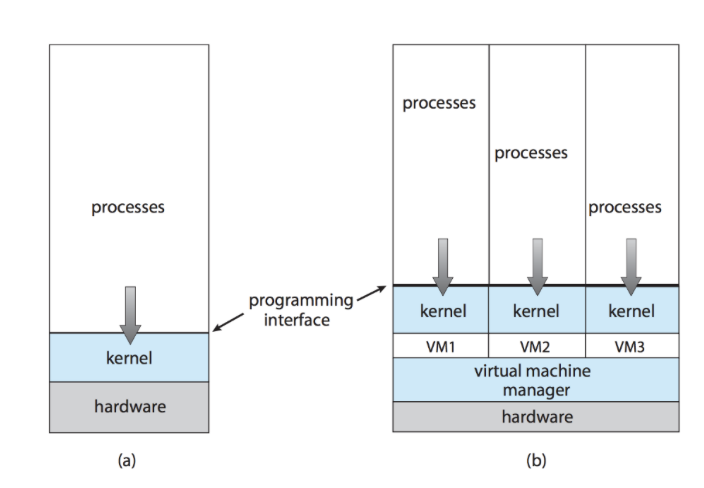 processes
kernel
hardware
(a)
programming
interface
processes
processes
processes
kernel
kernel
kernel
VM1
VM2
VM3
virtual machine
manager
hardware
(b)